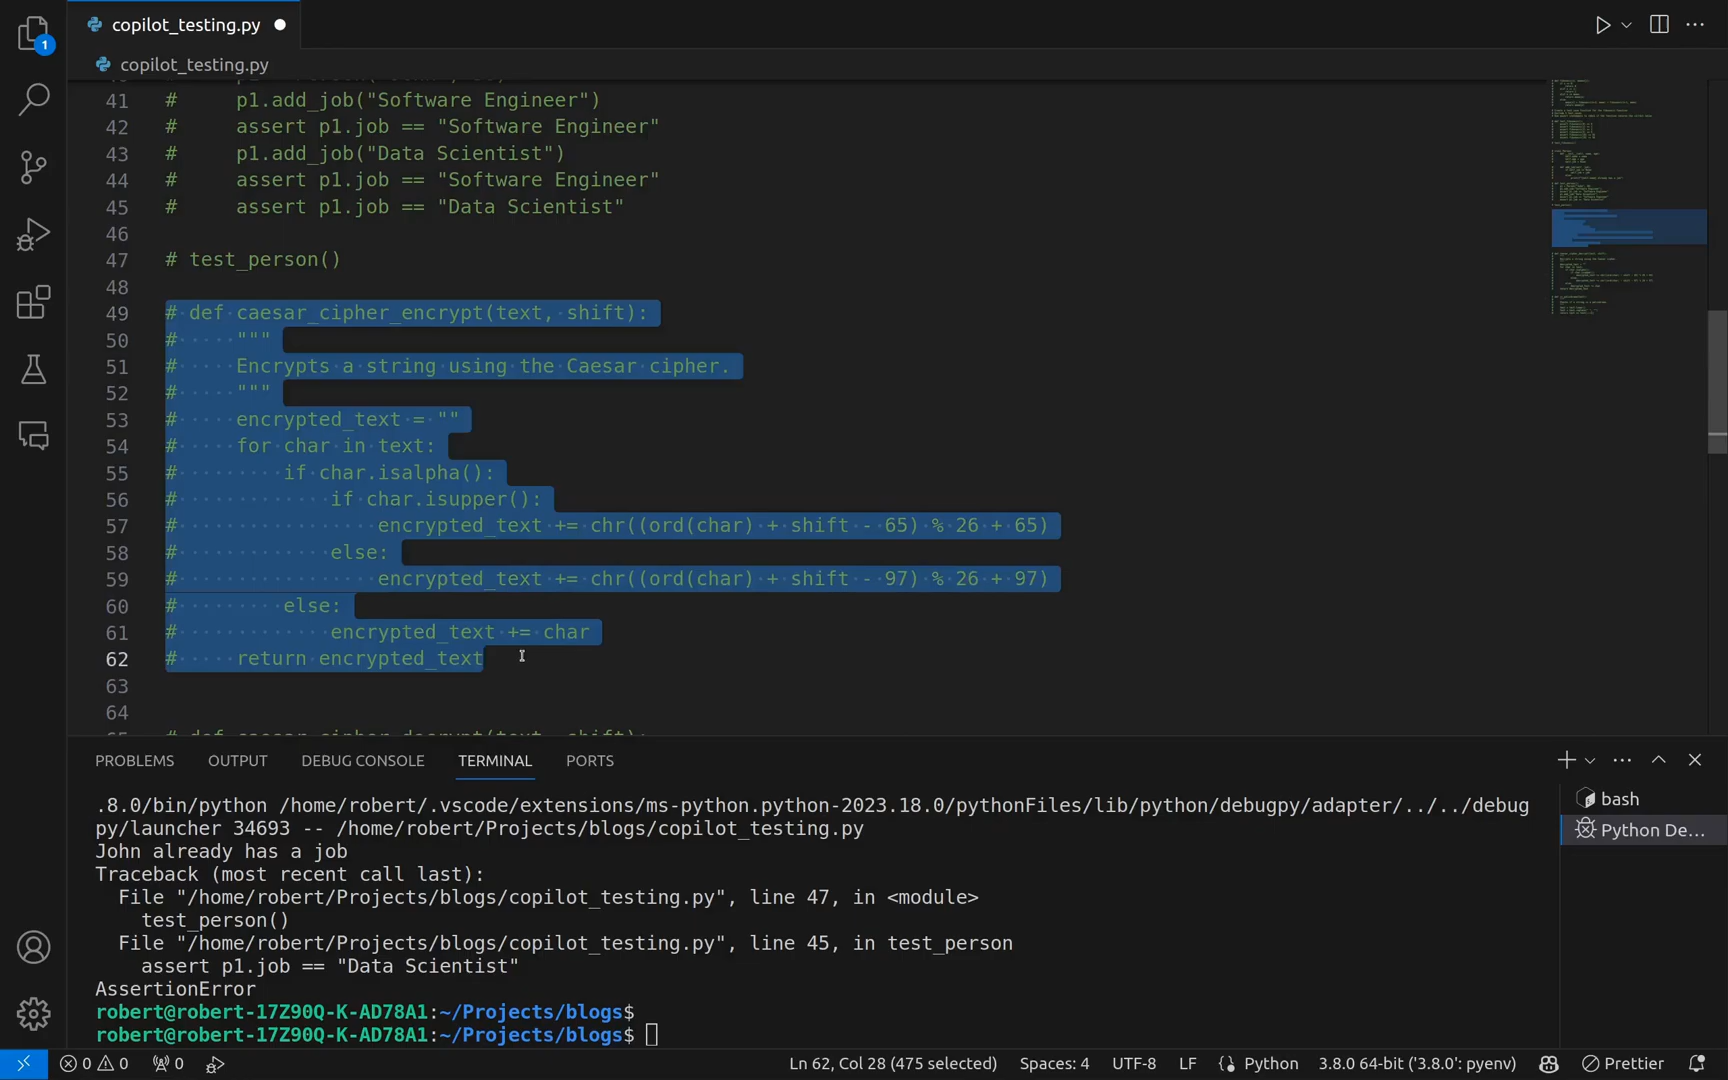 copilot_testing.py
1
copilot_testing.py
41 #     p1.add_job("Software Engineer")
42 #     assert p1.job == "Software Engineer"
43 #     p1.add_job("Data Scientist")
44 #     assert p1.job == "Software Engineer"
45 #     assert p1.job == "Data Scientist"
46
47 # test_person()
48
49 # def caesar_cipher_encrypt(text, shift):
50 #     """
51 #     Encrypts a string using the Caesar cipher.
52 #     """
53 #     encrypted_text = ""
54 #     for char in text:
55 #         if char.isalpha():
56 #             if char.isupper():
57 #                 encrypted_text += chr((ord(char) + shift - 65) % 26 + 65)
58 #             else:
59 #                 encrypted_text += chr((ord(char) + shift - 97) % 26 + 97)
60 #         else:
61 #             encrypted_text += char
62 #     return encrypted_text
63
64
65 # def caesar_cipher_decrypt(text, shift):
PROBLEMS OUTPUT DEBUG CONSOLE TERMINAL PORTS
.8.0/bin/python /home/robert/.vscode/extensions/ms-python.python-2023.18.0/pythonFiles/lib/python/debugpy/adapter/../../debug
py/launcher 34693 -- /home/robert/Projects/blogs/copilot_testing.py
John already has a job
Traceback (most recent call last):
  File "/home/robert/Projects/blogs/copilot_testing.py", line 47, in <module>
    test_person()
  File "/home/robert/Projects/blogs/copilot_testing.py", line 45, in test_person
    assert p1.job == "Data Scientist"
AssertionError
robert@robert-17Z90Q-K-AD78A1:~/Projects/blogs$
robert@robert-17Z90Q-K-AD78A1:~/Projects/blogs$
bash
Python De...
0 0 0 Ln 62, Col 28 (475 selected) Spaces: 4 UTF-8 LF Python 3.8.0 64-bit ('3.8.0': pyenv) Prettier